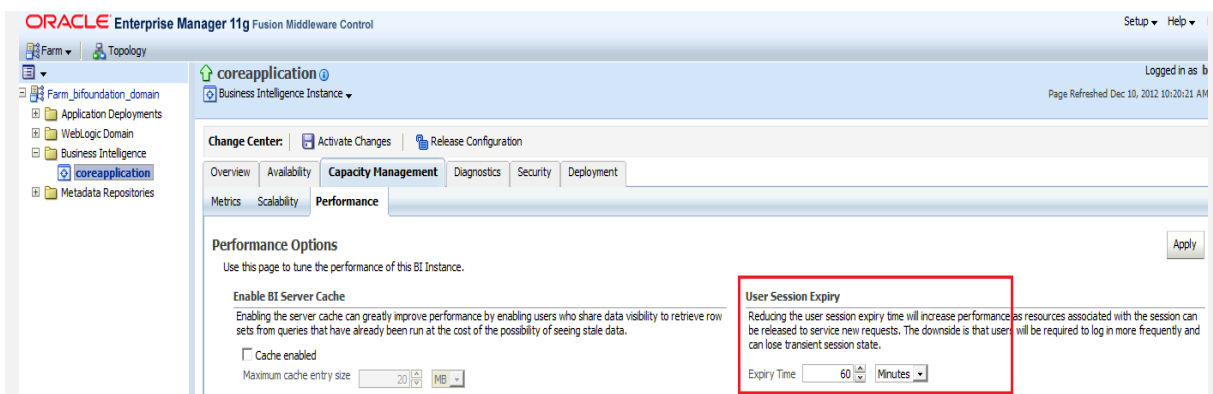 ORACLE Enterprise Manager 11g Fusion Middleware Control
Setup Help
Farm Topology
coreapplication
Logged in as b
Business Intelligence Instance
Page Refreshed Dec 10, 2012 10:20:21 AM
Farm_bifoundation_domain
Application Deployments
WebLogic Domain
Business Intelligence
coreapplication
Metadata Repositories
Change Center: Activate Changes Release Configuration
Overview Availability Capacity Management Diagnostics Security Deployment
Metrics Scalability Performance
Performance Options
Apply
Use this page to tune the performance of this BI Instance.
Enable BI Server Cache
Enabling the server cache can greatly improve performance by enabling users who share data visibility to retrieve row
sets from queries that have already been run at the cost of the possibility of seeing stale data.
Cache enabled
Maximum cache entry size 20 MB
User Session Expiry
Reducing the user session expiry time will increase performance as resources associated with the session can
be released to service new requests. The downside is that users will be required to log in more frequently and
can lose transient session state.
Expiry Time 60 Minutes